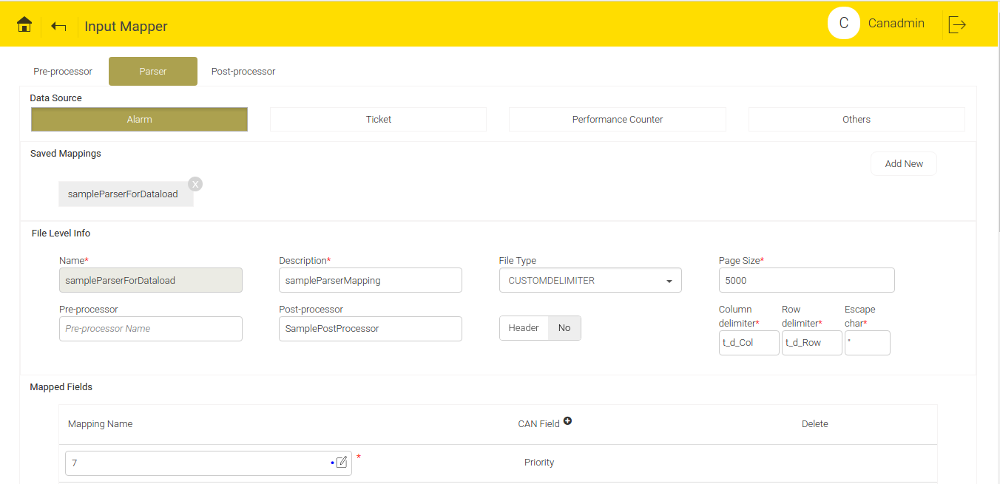 Input Mapper
C
Canadmin
Pre-processor
Parser
Post-processor
Data Source
Alarm
Ticket
Performance Counter
Others
Saved Mappings
Add New
X
sampleParserForDataload
File Level Info
Name*
Description*
File Type
Page Size*
sampleParserForDataload
sampleParserMapping
CUSTOMDELIMITER
5000
Pre-processor
Post-processor
Column
delimiter*
Row
delimiter*
Escape
char*
Pre-processor Name
SamplePostProcessor
Header
No
t_d_Col
t_d_Row
"
Mapped Fields
Mapping Name
CAN Field
Delete
7
*
Priority